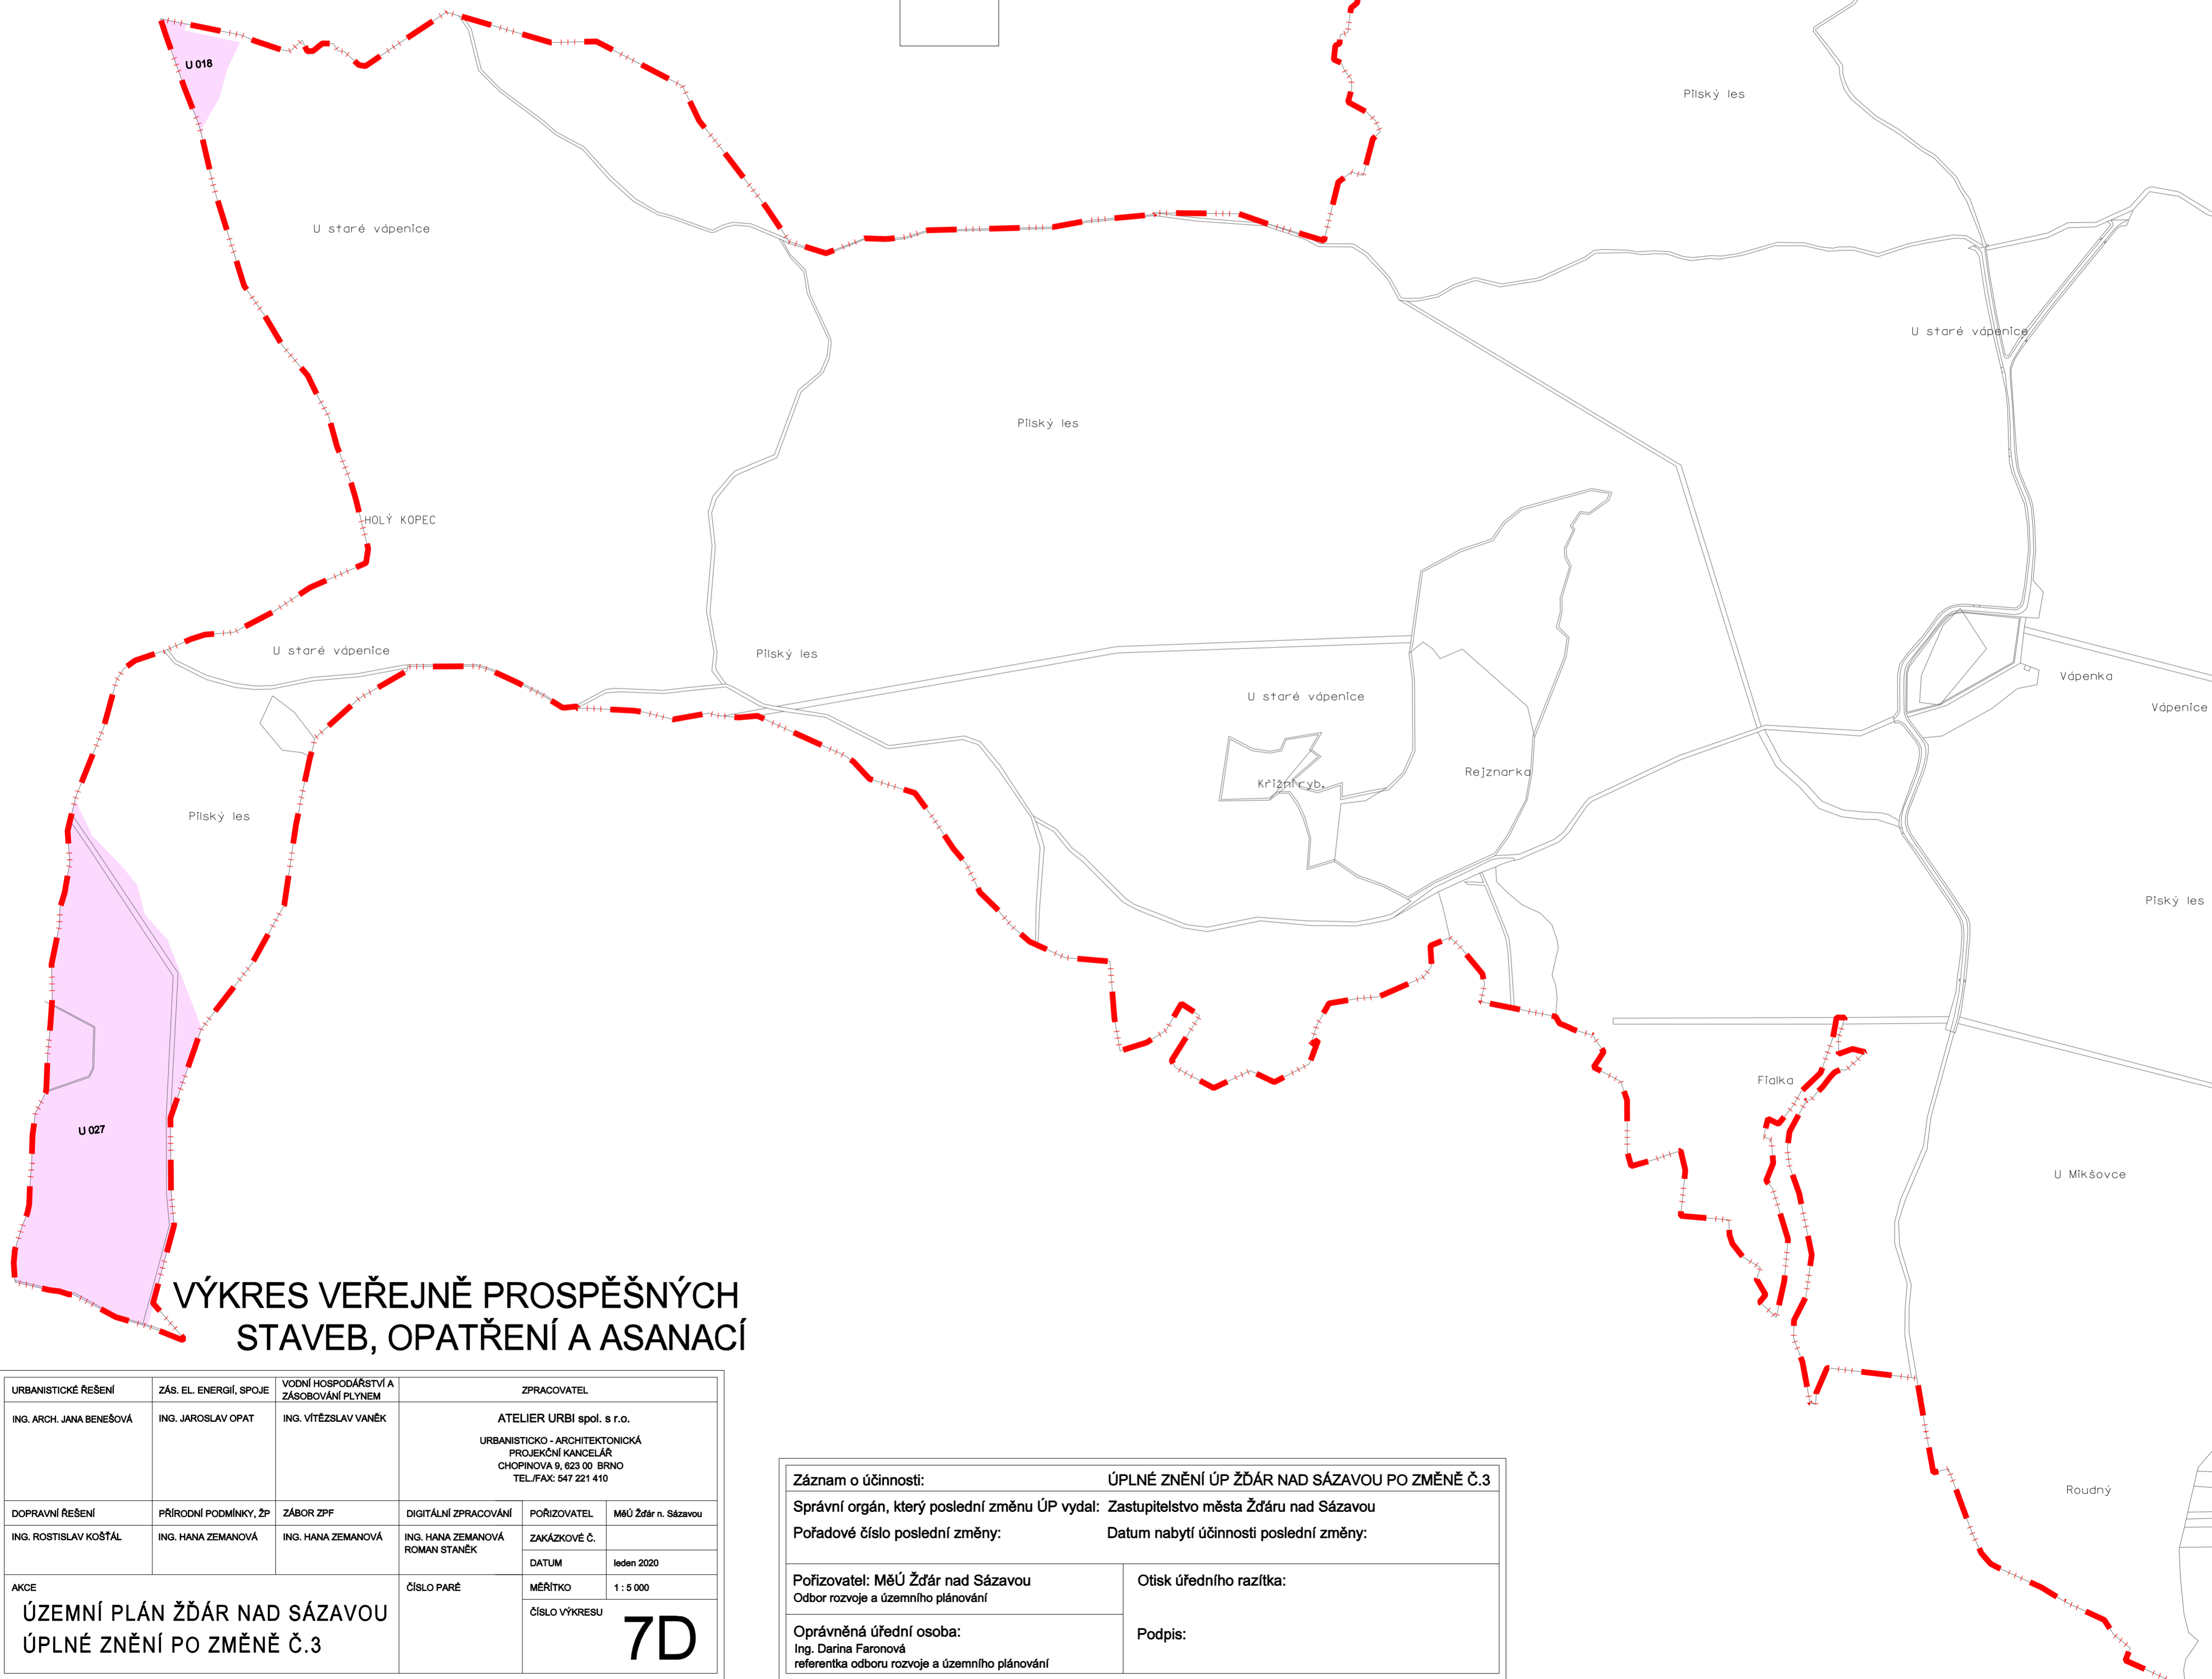 U 018
Pilský les
U staré vápenice
U staré vápenice
Pilský les
HOLÝ KOPEC
U staré vápenice
Pilský les
Vápenka
U staré vápenice
Vápenice
Rejznarka
Křižní ryb.
Pilský les
Piský les
Fialka
U 027
U Mikšovce
Roudný
VÝKRES VEŘEJNĚ PROSPĚŠNÝCH
STAVEB, OPATŘENÍ A ASANACÍ
URBANISTICKÉ ŘEŠENÍ
ZÁS. EL. ENERGIÍ, SPOJE
VODNÍ HOSPODÁŘSTVÍ A
ZÁSOBOVÁNÍ PLYNEM
ZPRACOVATEL
ING. ARCH. JANA BENEŠOVÁ
ING. JAROSLAV OPAT
ING. VÍTĚZSLAV VANĚK
ATELIER URBI spol. s r.o.
URBANISTICKO - ARCHITEKTONICKÁ
PROJEKČNÍ KANCELÁŘ
CHOPINOVA 9, 623 00 BRNO
TEL./FAX: 547 221 410
DOPRAVNÍ ŘEŠENÍ
PŘÍRODNÍ PODMÍNKY, ŽP
ZÁBOR ZPF
DIGITÁLNÍ ZPRACOVÁNÍ
POŘIZOVATEL
MěÚ Žďár n. Sázavou
ING. ROSTISLAV KOŠŤÁL
ING. HANA ZEMANOVÁ
ING. HANA ZEMANOVÁ
ING. HANA ZEMANOVÁ
ROMAN STANĚK
ZAKÁZKOVÉ Č.
DATUM
leden 2020
AKCE
ČÍSLO PARÉ
MĚŘÍTKO
1 : 5 000
ÚZEMNÍ PLÁN ŽĎÁR NAD SÁZAVOU
ÚPLNÉ ZNĚNÍ PO ZMĚNĚ Č.3
ČÍSLO VÝKRESU
7D
Záznam o účinnosti:
ÚPLNÉ ZNĚNÍ ÚP ŽĎÁR NAD SÁZAVOU PO ZMĚNĚ Č.3
Správní orgán, který poslední změnu ÚP vydal: Zastupitelstvo města Žďáru nad Sázavou
Pořadové číslo poslední změny:
Datum nabytí účinnosti poslední změny:
Pořizovatel: MěÚ Žďár nad Sázavou
Odbor rozvoje a územního plánování
Otisk úředního razítka:
Oprávněná úřední osoba:
Ing. Darina Faronová
referentka odboru rozvoje a územního plánování
Podpis: